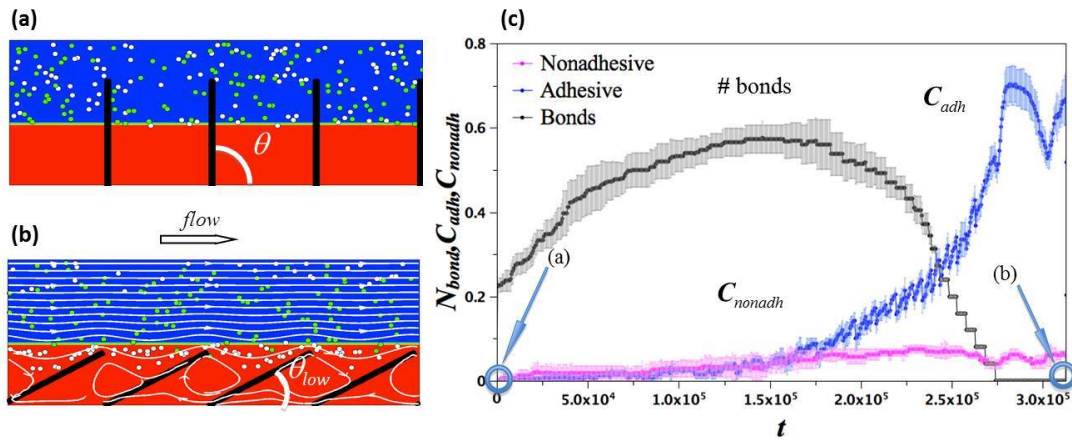 (a)
θ
(b)
flow
θlow
(c)
Nbond,Cadh,Cnonadh
0.8
0.6
0.4
0.2
0
Nonadhesive
Adhesive
Bonds
# bonds
Cadh
(a)
Cnonadh
(b)
0 5.0x10⁴ 1.0x10⁵ 1.5x10⁵ 2.0x10⁵ 2.5x10⁵ 3.0x10⁵
t